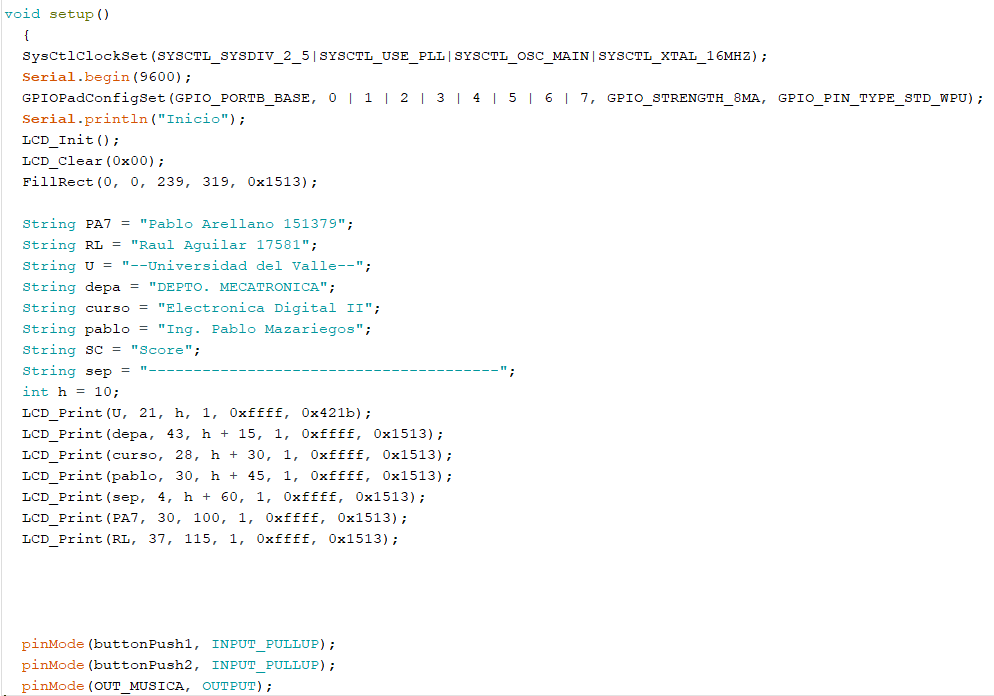 void setup()
{
SysCtlClockSet(SYSCTL_SYSDIV_2_5|SYSCTL_USE_PLL|SYSCTL_OSC_MAIN|SYSCTL_XTAL_16MHZ);
Serial.begin(9600);
GPIOPadConfigSet(GPIO_PORTB_BASE, 0 | 1 | 2 | 3 | 4 | 5 | 6 | 7, GPIO_STRENGTH_8MA, GPIO_PIN_TYPE_STD_WPU);
Serial.println("Inicio");
LCD_Init();
LCD_Clear(0x00);
FillRect(0, 0, 239, 319, 0x1513);
String PA7 = "Pablo Arellano 151379";
String RL = "Raul Aguilar 17581";
String U = "--Universidad del Valle--";
String depa = "DEPTO. MECATRONICA";
String curso = "Electronica Digital II";
String pablo = "Ing. Pablo Mazariegos";
String SC = "Score";
String sep = "---------------------------------------";
int h = 10;
LCD_Print(U, 21, h, 1, 0xffff, 0x421b);
LCD_Print(depa, 43, h + 15, 1, 0xffff, 0x1513);
LCD_Print(curso, 28, h + 30, 1, 0xffff, 0x1513);
LCD_Print(pablo, 30, h + 45, 1, 0xffff, 0x1513);
LCD_Print(sep, 4, h + 60, 1, 0xffff, 0x1513);
LCD_Print(PA7, 30, 100, 1, 0xffff, 0x1513);
LCD_Print(RL, 37, 115, 1, 0xffff, 0x1513);
pinMode(buttonPush1, INPUT_PULLUP);
pinMode(buttonPush2, INPUT_PULLUP);
pinMode(OUT_MUSICA, OUTPUT);